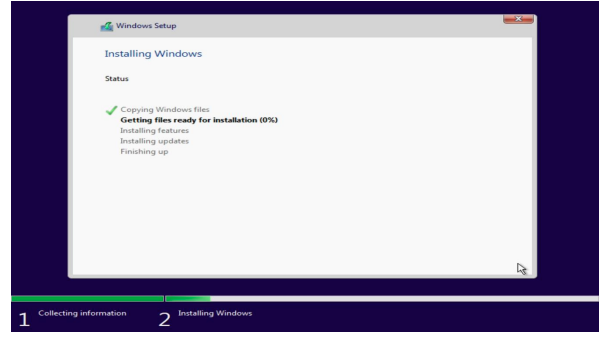 Windows Setup
Installing Windows
Status
Copying Windows files
Getting files ready for installation (0%)
Installing features
Installing updates
Finishing up
1 Collecting information 2 Installing Windows